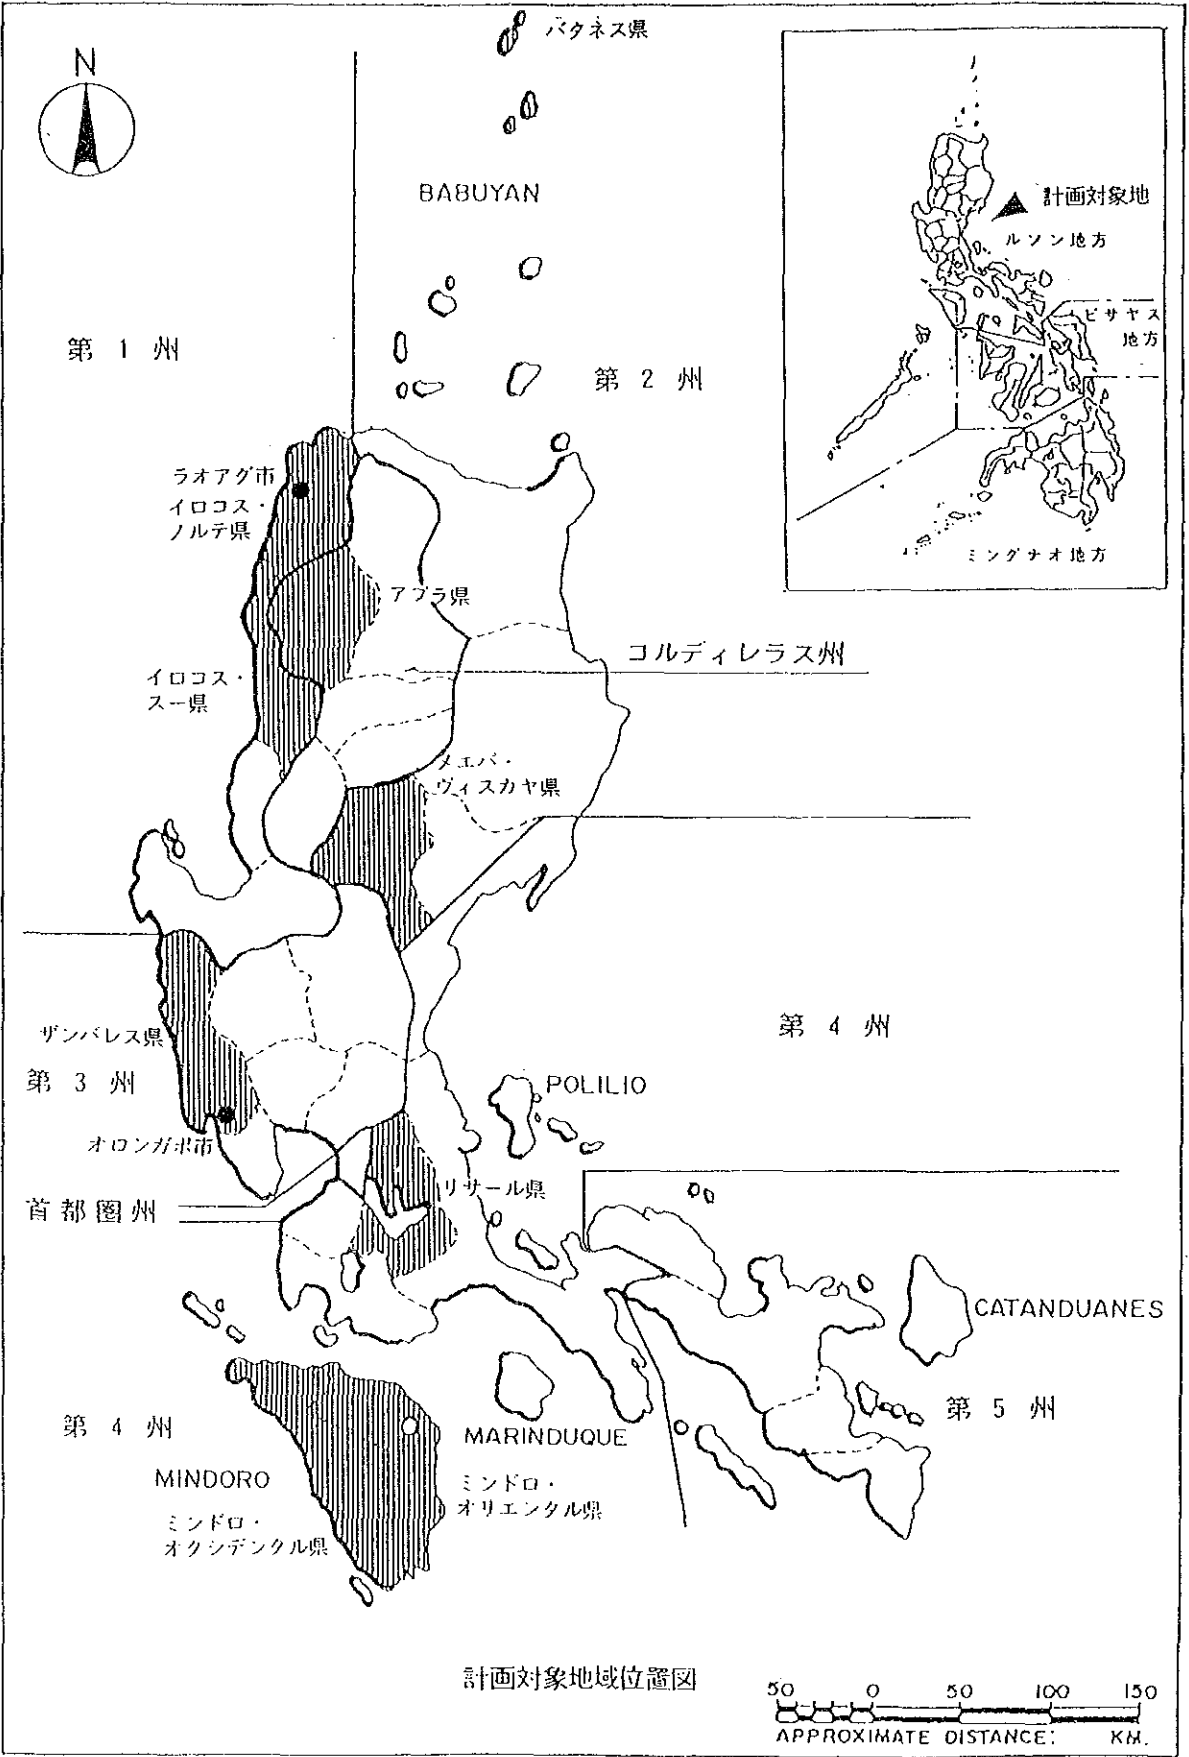 バタネス県
N
BABUYAN
計画対象地
ルソン地方
ビサヤス
地方
ミングナオ地方
第 1 州
第 2 州
ラオアグ市
イロコス・
ノルテ県
アブラ県
コルディレラス州
イロコス・
スー県
メエバ・
ヴィスカヤ県
第 4 州
ザンバレス県
第 3 州
POLILIO
オロンガポ市
リサール県
首都圏州
CATANDUANES
第 5 州
第 4 州
MARINDUQUE
MINDORO
ミンドロ・
オリエンタル県
ミンドロ・
オクシデンタル県
計画対象地域位置図
50 0 50 100 150
APPROXIMATE DISTANCE: KM.